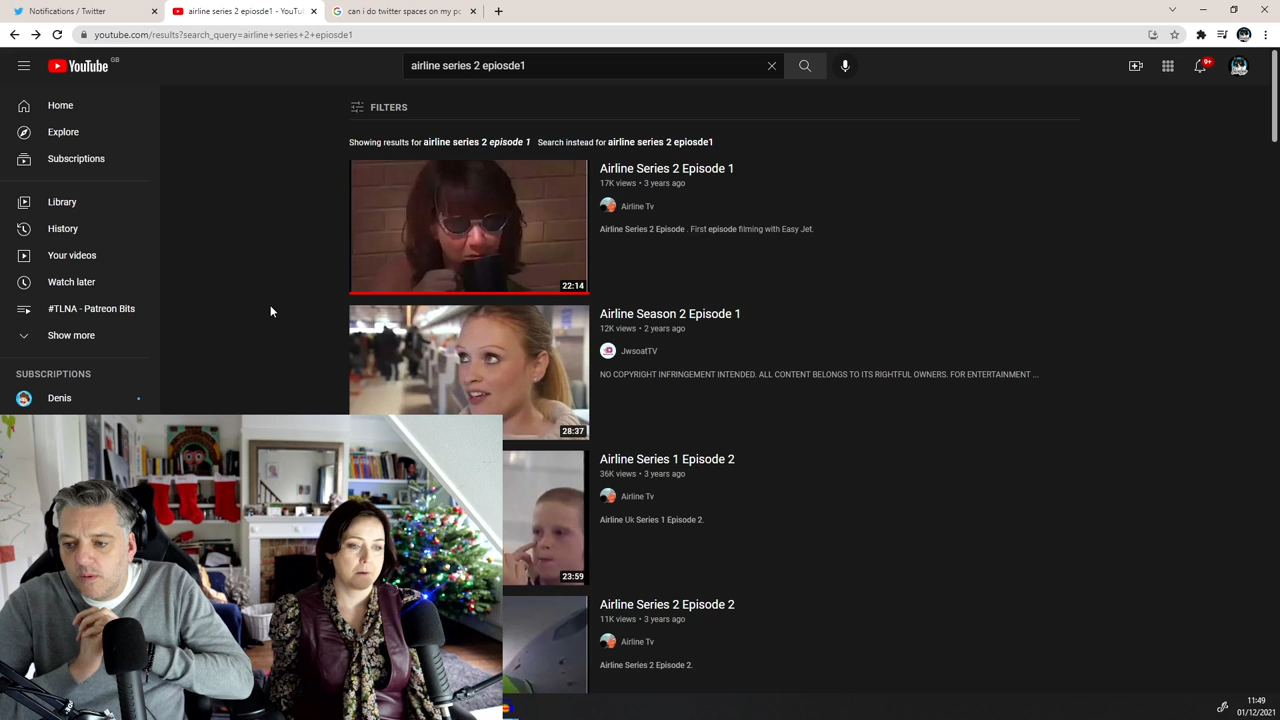 Notifications / Twitter
airline series 2 epiosde1 - YouTu
can i do twitter spaces on my pc
youtube.com/results?search_query=airline+series+2+epiosde1
YouTube GB
airline series 2 epiosde1
9+
Home
Explore
Subscriptions
Library
History
Your videos
Watch later
#TLNA - Patreon Bits
Show more
SUBSCRIPTIONS
Denis
FILTERS
Showing results for airline series 2 episode 1 Search instead for airline series 2 epiosde1
22:14
Airline Series 2 Episode 1
17K views • 3 years ago
Airline Tv
Airline Series 2 Episode . First episode filming with Easy Jet.
28:37
Airline Season 2 Episode 1
12K views • 2 years ago
JwsoatTV
NO COPYRIGHT INFRINGEMENT INTENDED. ALL CONTENT BELONGS TO ITS RIGHTFUL OWNERS. FOR ENTERTAINMENT ...
23:59
Airline Series 1 Episode 2
36K views • 3 years ago
Airline Tv
Airline Uk Series 1 Episode 2.
Airline Series 2 Episode 2
11K views • 3 years ago
Airline Tv
Airline Series 2 Episode 2.
11:49
01/12/2021